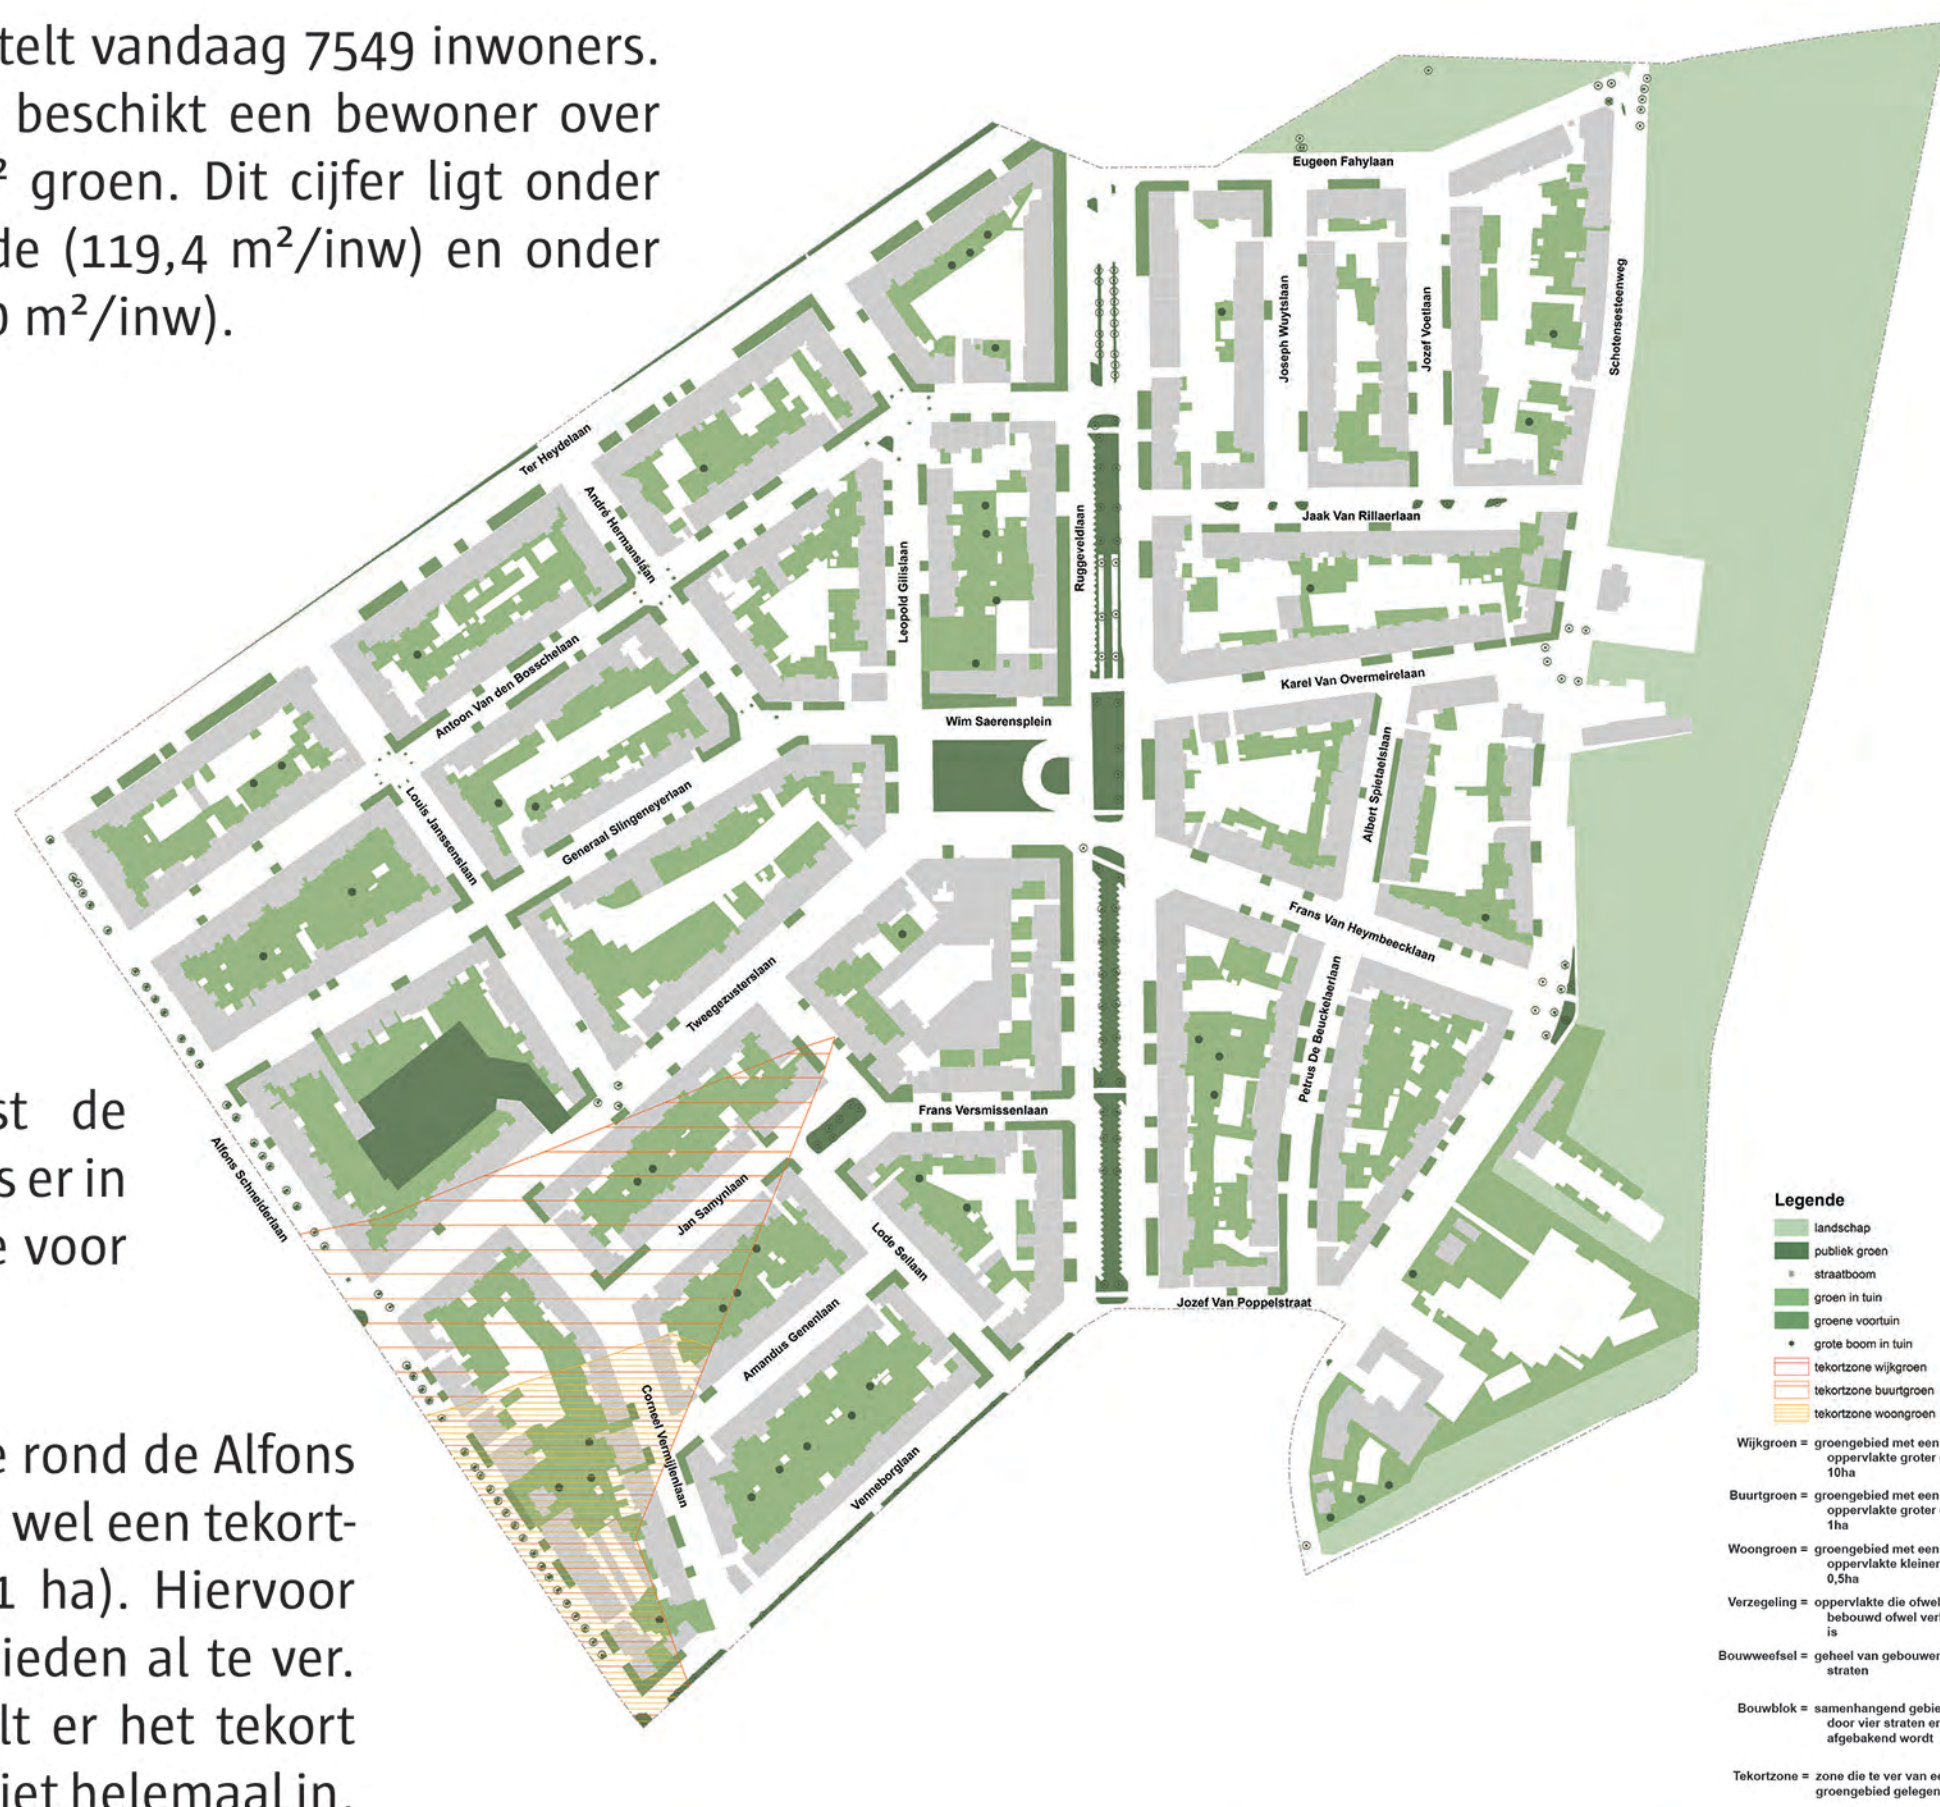 telt vandaag 7549 inwoners.
beschikt een bewoner over
² groen. Dit cijfer ligt onder
de (119,4 m²/inw) en onder
m²/inw).
Eugeen Fahylaan
Joseph Wuytslaan
Jozef Voetlaan
Schotensesteenweg
Ter Heydelaan
André Hermanslaan
Jaak Van Rillaerlaan
Ruggeveldlaan
Leopold Gilislaan
Antoon Van den Bosschelaan
Karel Van Overmeirelaan
Wim Saerensplein
Albert Spietaelslaan
Louis Janssenslaan
Generaal Slingeneyerlaan
Frans Van Heymbeecklaan
Tweegezusterslaan
Petrus De Beuckelaerlaan
st de
s er in
e voor
Frans Versmissenlaan
Alfons Schneiderlaan
Jan Samynlaan
Lode Seilaan
Jozef Van Poppelstraat
Amandus Genenlaan
Corneel Vermijlenlaan
Venneborglaan
e rond de Alfons
wel een tekort-
1 ha). Hiervoor
ieden al te ver.
lt er het tekort
iet helemaal in.
Legende
landschap
publiek groen
straatboom
groen in tuin
groene voortuin
grote boom in tuin
tekortzone wijkgroen
tekortzone buurtgroen
tekortzone woongroen
Wijkgroen = groengebied met een
oppervlakte groter
10ha
Buurtgroen = groengebied met een
oppervlakte groter
1ha
Woongroen = groengebied met een
oppervlakte kleiner
0,5ha
Verzegeling = oppervlakte die ofwel
bebouwd ofwel ver
is
Bouwweefsel = geheel van gebouwen
straten
Bouwblok = samenhangend gebie
door vier straten en
afgebakend wordt
Tekortzone = zone die te ver van ee
groengebied gelegen